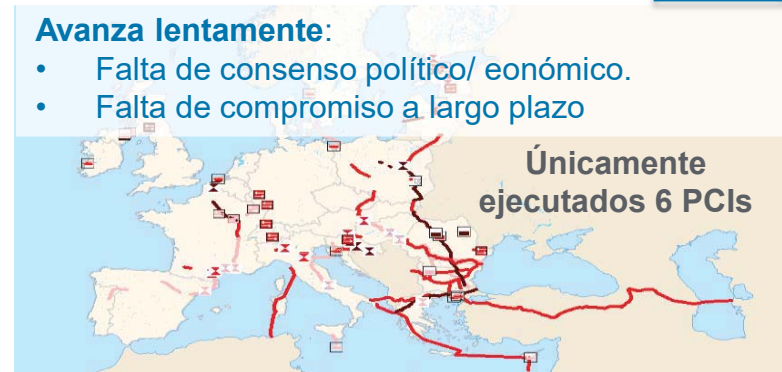 Avanza lentamente:
• Falta de consenso político/ eonómico.
• Falta de compromiso a largo plazo
Únicamente
ejecutados 6 PCIs